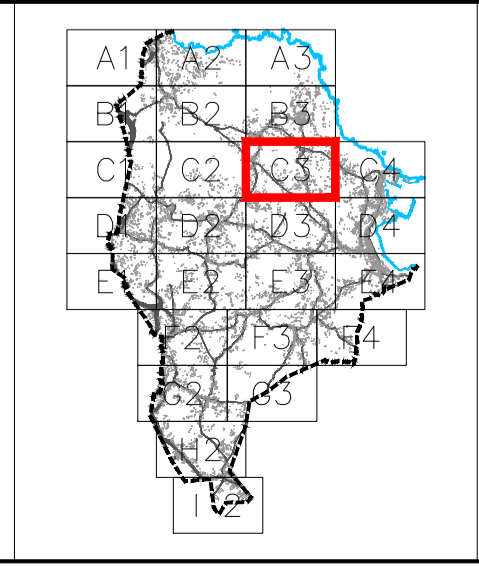 A1 A2 A3
B1 B2 B3
C1 C2 C3 C4
D1 D2 D3 D4
E1 E2 E3 E4
F2 F3 F4
G2 G3
H2
I2